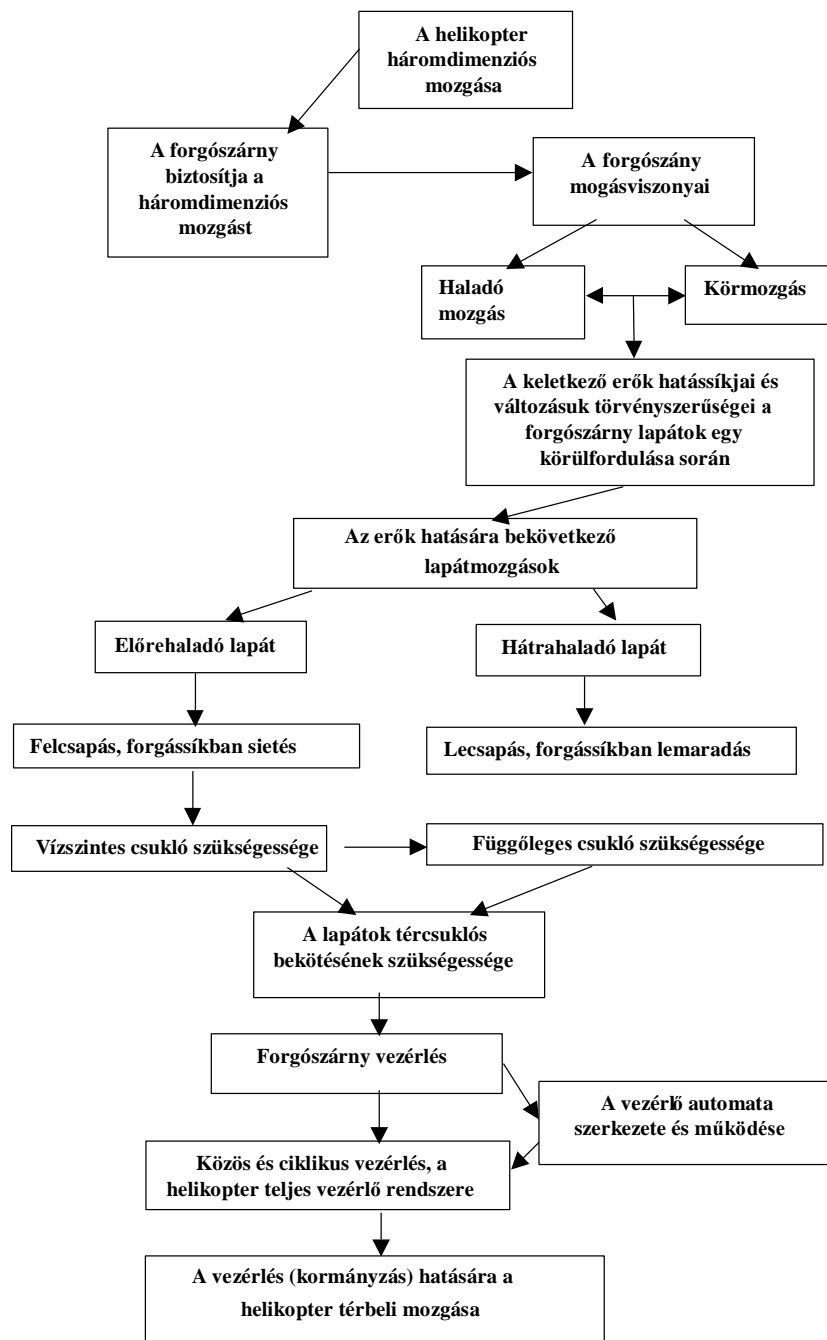 A helikopter
háromdimenziós
mozgása
A forgószárny
biztosítja a
háromdimenziós
mozgást
A forgószány
mogásviszonyai
Haladó
mozgás
Körmozgás
A keletkező erők hatássíkjai és
változásuk törvényszerűségei a
forgószárny lapátok egy
körülfordulása során
Az erők hatására bekövetkező
lapátmozgások
Előrehaladó lapát
Hátrahaladó lapát
Felcsapás, forgássíkban sietés
Lecsapás, forgássíkban lemaradás
Vízszintes csukló szükségessége
Függőleges csukló szükségessége
A lapátok tércsuklós
bekötésének szükségessége
Forgószárny vezérlés
A vezérlő automata
szerkezete és működése
Közös és ciklikus vezérlés, a
helikopter teljes vezérlő rendszere
A vezérlés (kormányzás) hatására a
helikopter térbeli mozgása